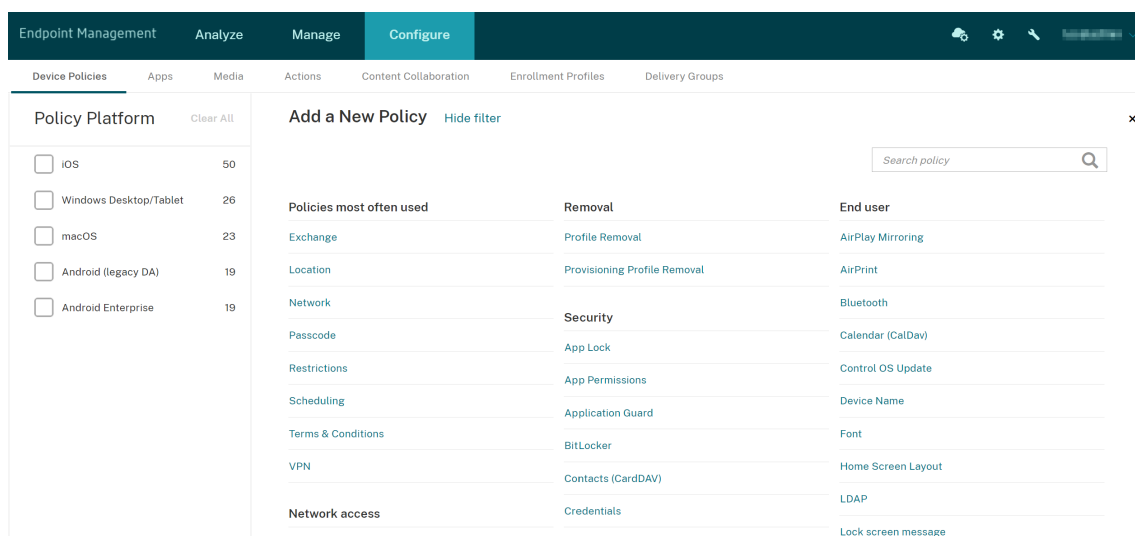 Endpoint Management Analyze Manage Configure
Device Policies Apps Media Actions Content Collaboration Enrollment Profiles Delivery Groups
Policy Platform Clear All
iOS 50
Windows Desktop/Tablet 26
macOS 23
Android (legacy DA) 19
Android Enterprise 19
Add a New Policy Hide filter
Search policy
Policies most often used
Exchange
Location
Network
Passcode
Restrictions
Scheduling
Terms & Conditions
VPN
Network access
Removal
Profile Removal
Provisioning Profile Removal
Security
App Lock
App Permissions
Application Guard
BitLocker
Contacts (CardDAV)
Credentials
End user
AirPlay Mirroring
AirPrint
Bluetooth
Calendar (CalDav)
Control OS Update
Device Name
Font
Home Screen Layout
LDAP
Lock screen message